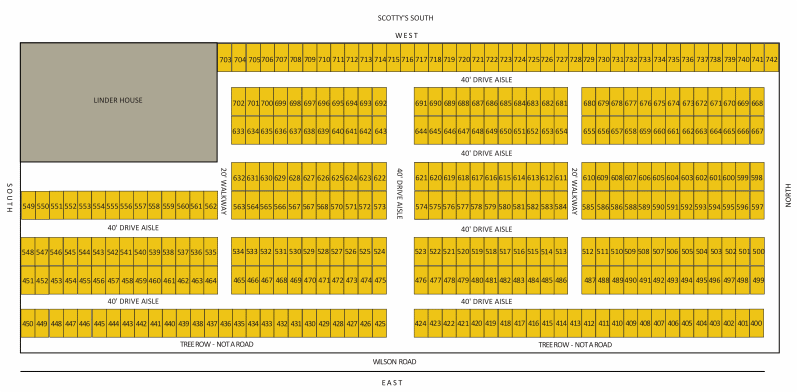 SCOTTY'S SOUTH
WEST
703 704 705 706 707 708 709 710 711 712 713 714 715 716 717 718 719 720 721 722 723 724 725 726 727 728 729 730 731 732 733 734 735 736 737 738 739 740 741 742
LINDER HOUSE
40' DRIVE AISLE
702 701 700 699 698 697 696 695 694 693 692 691 690 689 688 687 686 685 684 683 682 681 680 679 678 677 676 675 674 673 672 671 670 669 668
633 634 635 636 637 638 639 640 641 642 643 644 645 646 647 648 649 650 651 652 653 654 655 656 657 658 659 660 661 662 663 664 665 666 667
40' DRIVE AISLE
632 631 630 629 628 627 626 625 624 623 622 621 620 619 618 617 616 615 614 613 612 611 610 609 608 607 606 605 604 603 602 601 600 599 598
SOUTH
20' WALKWAY
40' DRIVE AISLE
20' WALKWAY
NORTH
549 550 551 552 553 554 555 556 557 558 559 560 561 562 563 564 565 566 567 568 569 570 571 572 573 574 575 576 577 578 579 580 581 582 583 584 585 586 587 588 589 590 591 592 593 594 595 596 597
40' DRIVE AISLE
40' DRIVE AISLE
548 547 546 545 544 543 542 541 540 539 538 537 536 535 534 533 532 531 530 529 528 527 526 525 524 523 522 521 520 519 518 517 516 515 514 513 512 511 510 509 508 507 506 505 504 503 502 501 500
451 452 453 454 455 456 457 458 459 460 461 462 463 464 465 466 467 468 469 470 471 472 473 474 475 476 477 478 479 480 481 482 483 484 485 486 487 488 489 490 491 492 493 494 495 496 497 498 499
40' DRIVE AISLE
40' DRIVE AISLE
450 449 448 447 446 445 444 443 442 441 440 439 438 437 436 435 434 433 432 431 430 429 428 427 426 425 424 423 422 421 420 419 418 417 416 415 414 413 412 411 410 409 408 407 406 405 404 403 402 401 400
TREE ROW - NOT A ROAD
TREE ROW - NOT A ROAD
WILSON ROAD
EAST